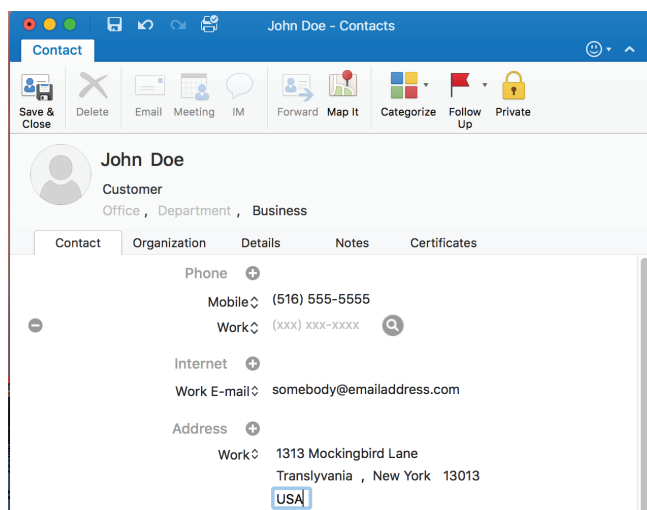 John Doe - Contacts
Contact
Save & Close
Delete
Email
Meeting
IM
Forward
Map It
Categorize
Follow Up
Private
John Doe
Customer
Office , Department , Business
Contact Organization Details Notes Certificates
Phone
Mobile (516) 555-5555
Work (xxx) xxx-xxxx
Internet
Work E-mail somebody@emailaddress.com
Address
Work 1313 Mockingbird Lane
Translyvania , New York 13013
USA